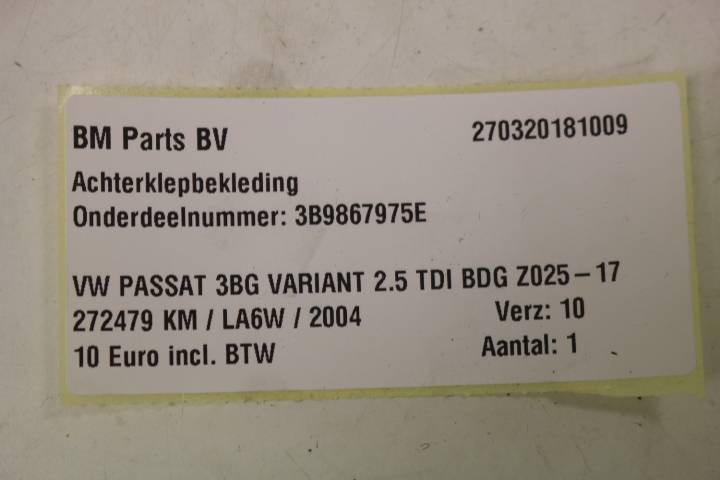 BM Parts BV 270320181009
Achterklepbekleding
Onderdeelnummer: 3B9867975E
VW PASSAT 3BG VARIANT 2.5 TDI BDG Z025-17
272479 KM / LA6W / 2004 Verz: 10
10 Euro incl. BTW Aantal: 1